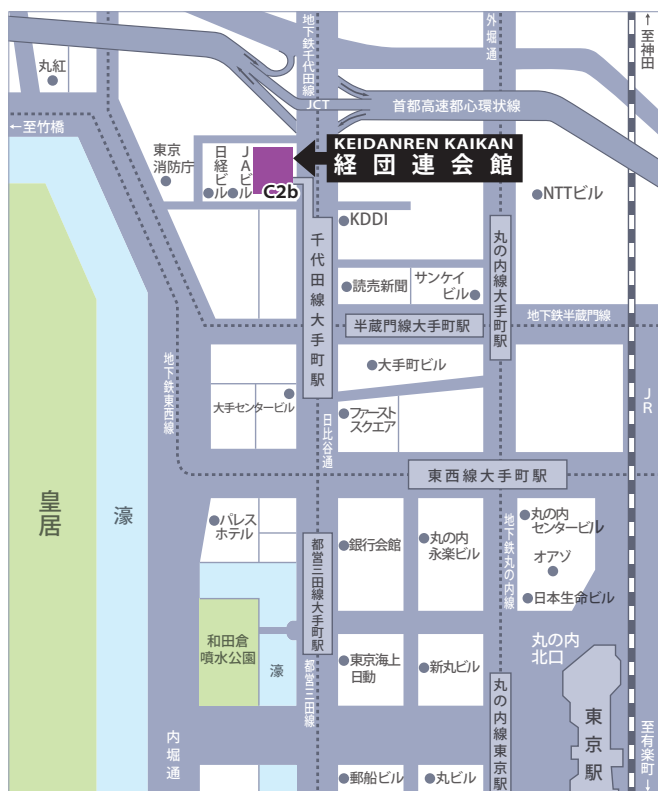 地下鉄千代田線
外堀通
←至神田
丸紅
JCT
首都高速都心環状線
←至竹橋
KEIDANREN KAIKAN
経団連会館
東京
消防庁
日経ビル
JAビル
C2b
NTTビル
KDDI
千代田線大手町駅
丸の内線大手町駅
読売新聞
サンケイ
ビル
半蔵門線大手町駅
地下鉄半蔵門線
地下鉄東西線
大手町ビル
大手センタービル
日比谷通
ファースト
スクエア
JR
東西線大手町駅
皇居
濠
パレス
ホテル
都営三田線大手町駅
銀行会館
丸の内
永楽ビル
地下鉄丸の内線
丸の内
センタービル
オアゾ
日本生命ビル
和田倉
噴水公園
濠
都営三田線
東京海上
日動
新丸ビル
丸の内
北口
丸の内線東京駅
東京駅
至有楽町→
内堀通
郵船ビル
丸ビル